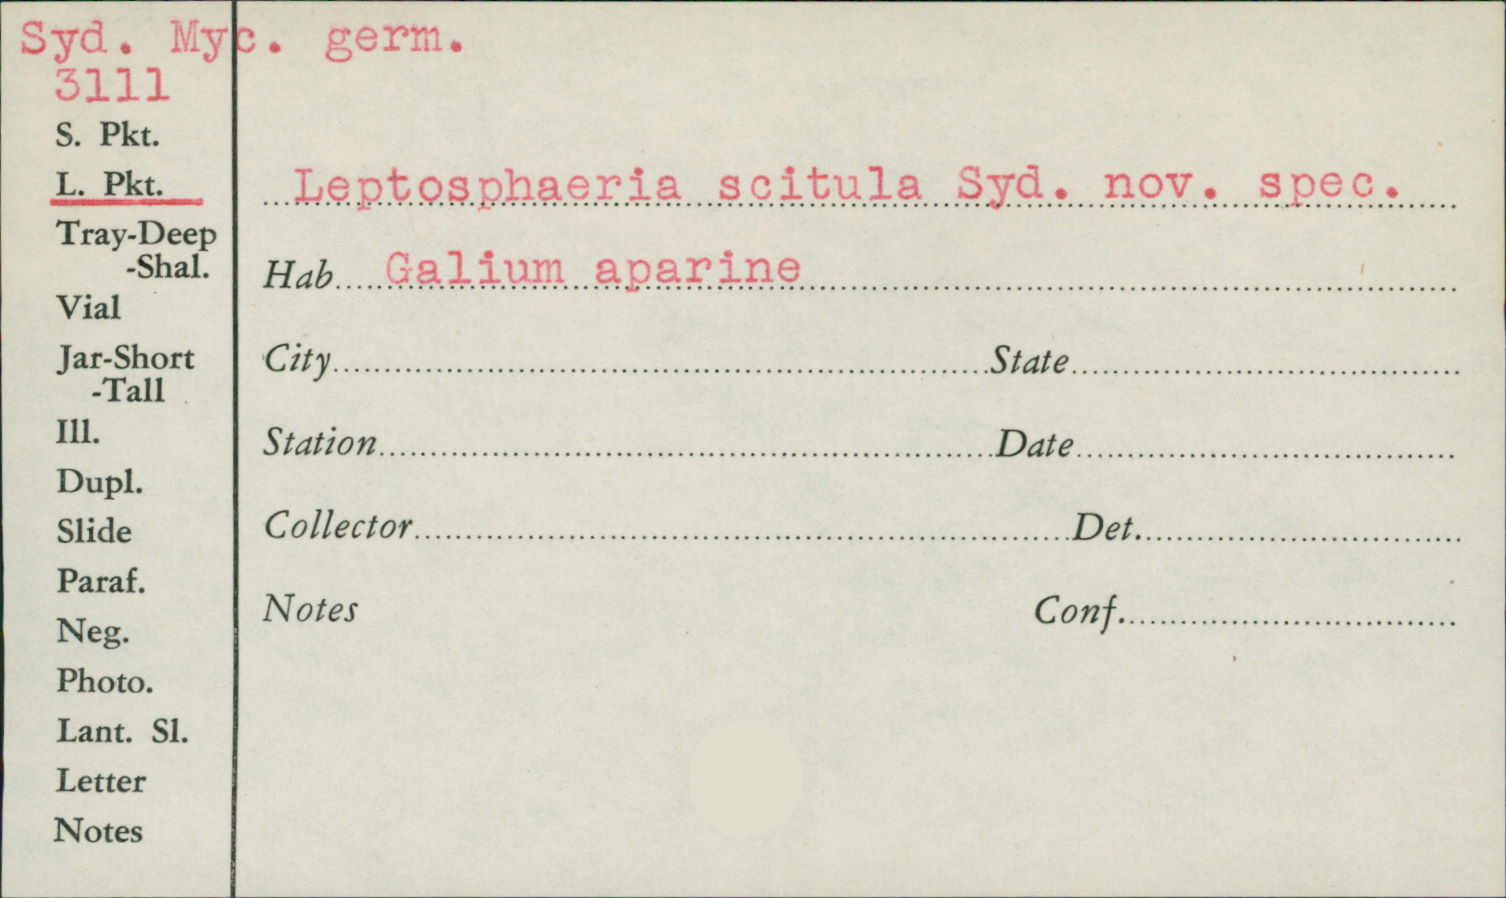 Syd. Myc. germ.
3111
S. Pkt.
L. Pkt.
Tray-Deep
-Shal.
Vial
Jar-Short
-Tall
Ill.
Dupl.
Slide
Paraf.
Neg.
Photo.
Lant. Sl.
Letter
Notes
Leptosphaeria scitula Syd. nov. spec.
Hab. Galium aparine
City State
Station Date
Collector Det.
Notes Conf.